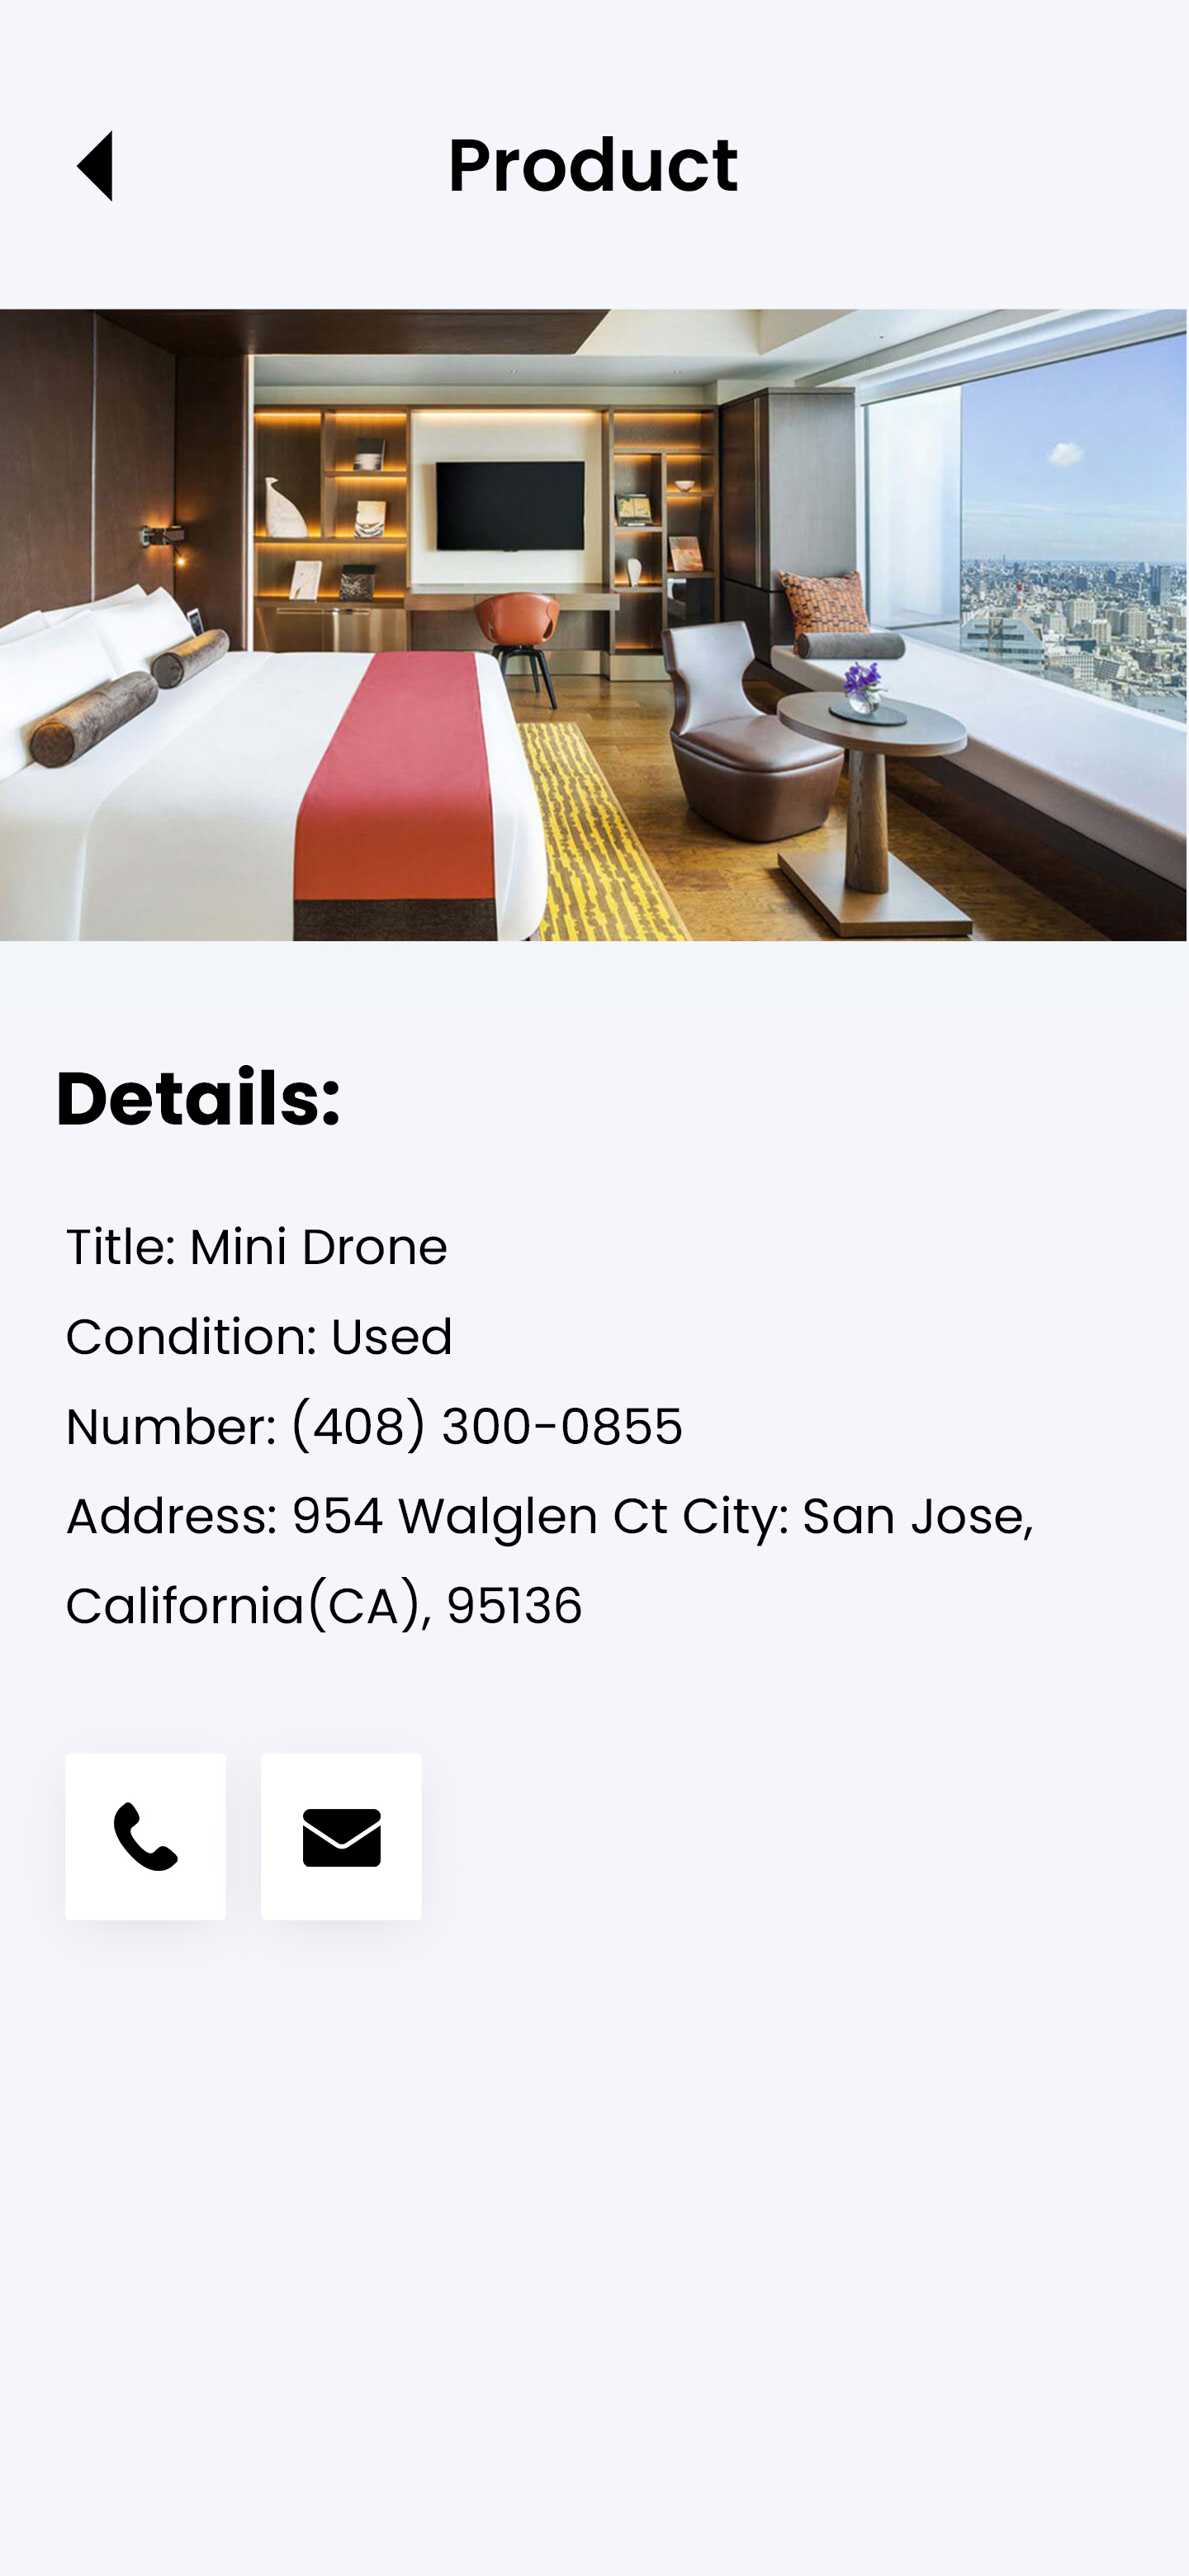 Product
Details:
Title: Mini Drone
Condition: Used
Number: (408) 300-0855
Address: 954 Walglen Ct City: San Jose,
California(CA), 95136